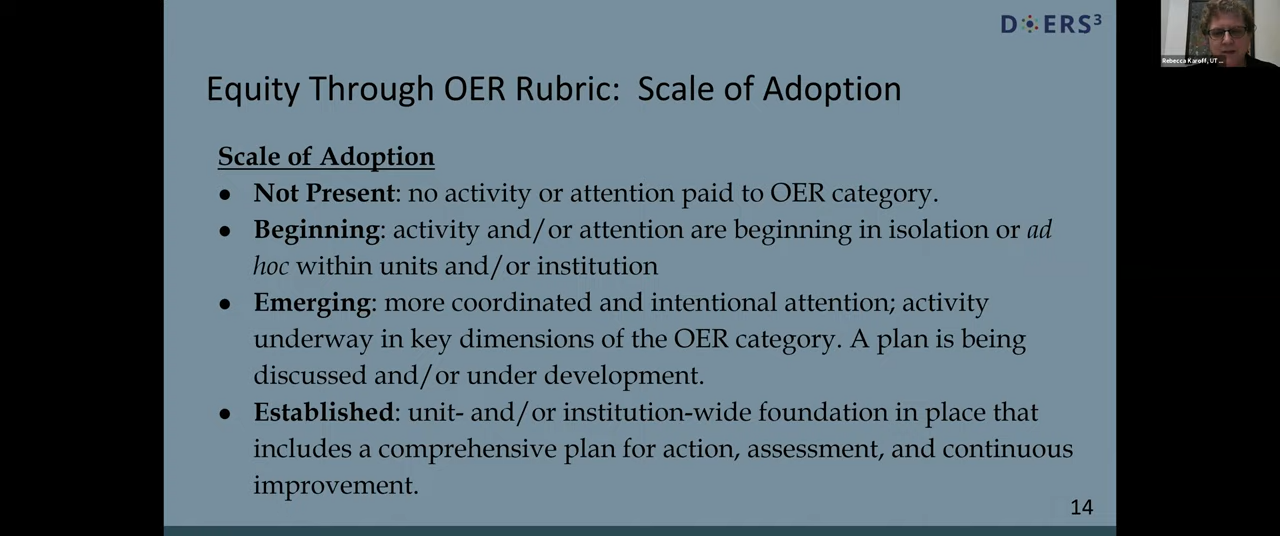 DOERS3
Rebecca Karoff, UT ...
Equity Through OER Rubric: Scale of Adoption
Scale of Adoption
● Not Present: no activity or attention paid to OER category.
● Beginning: activity and/or attention are beginning in isolation or ad
hoc within units and/or institution
● Emerging: more coordinated and intentional attention; activity
underway in key dimensions of the OER category. A plan is being
discussed and/or under development.
● Established: unit- and/or institution-wide foundation in place that
includes a comprehensive plan for action, assessment, and continuous
improvement.
14